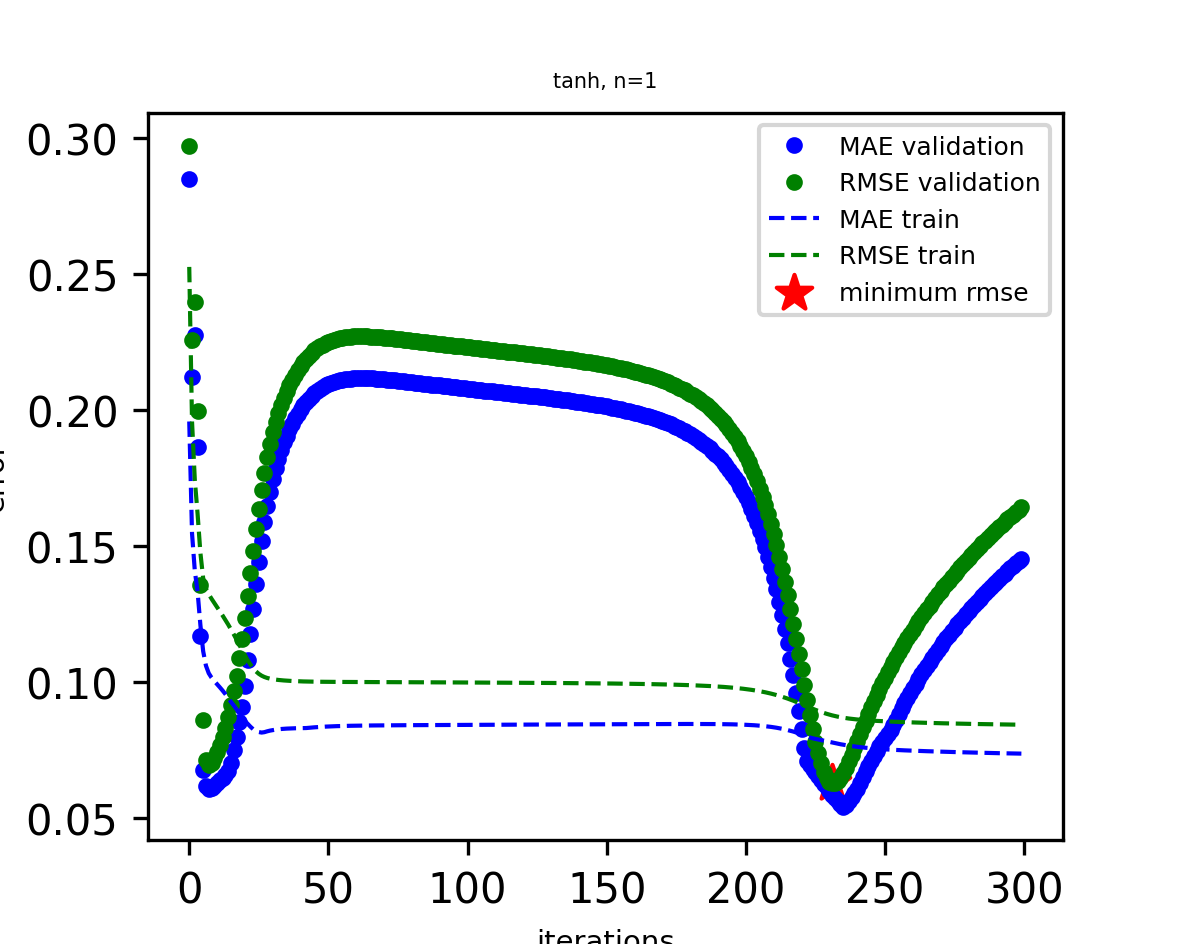 tanh, n=1
0.30
0.25
0.20
0.15
0.10
0.05
0
50
100
150
200
250
300
iterations
MAE validation
RMSE validation
MAE train
RMSE train
minimum rmse